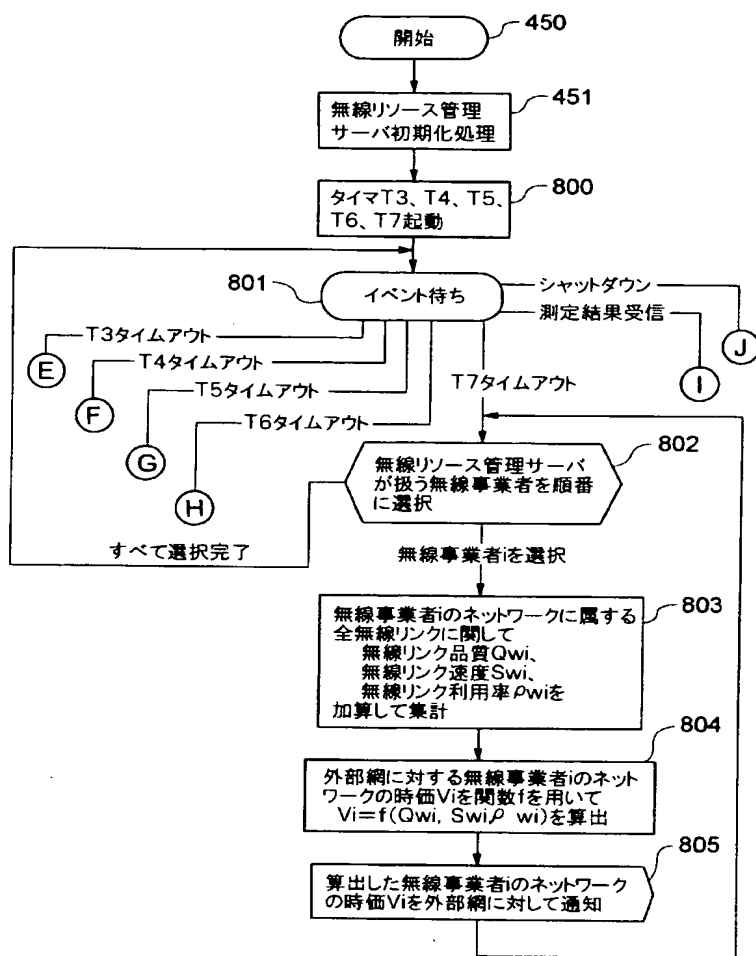 開始
450
無線リソース管理
サーバ初期化処理
451
タイマT3、T4、T5、
T6、T7起動
800
801
イベント待ち
シャットダウン
測定結果受信
J
I
T3タイムアウト
E
T4タイムアウト
F
T5タイムアウト
G
T6タイムアウト
H
T7タイムアウト
802
無線リソース管理サーバ
が扱う無線事業者を順番
に選択
すべて選択完了
無線事業者iを選択
803
無線事業者iのネットワークに属する
全無線リンクに関して
無線リンク品質Qwi、
無線リンク速度Swi、
無線リンク利用率ρwiを
加算して集計
804
外部網に対する無線事業者iのネット
ワークの時価Viを関数fを用いて
Vi=f(Qwi, Swiρ wi)を算出
805
算出した無線事業者iのネットワーク
の時価Viを外部網に対して通知